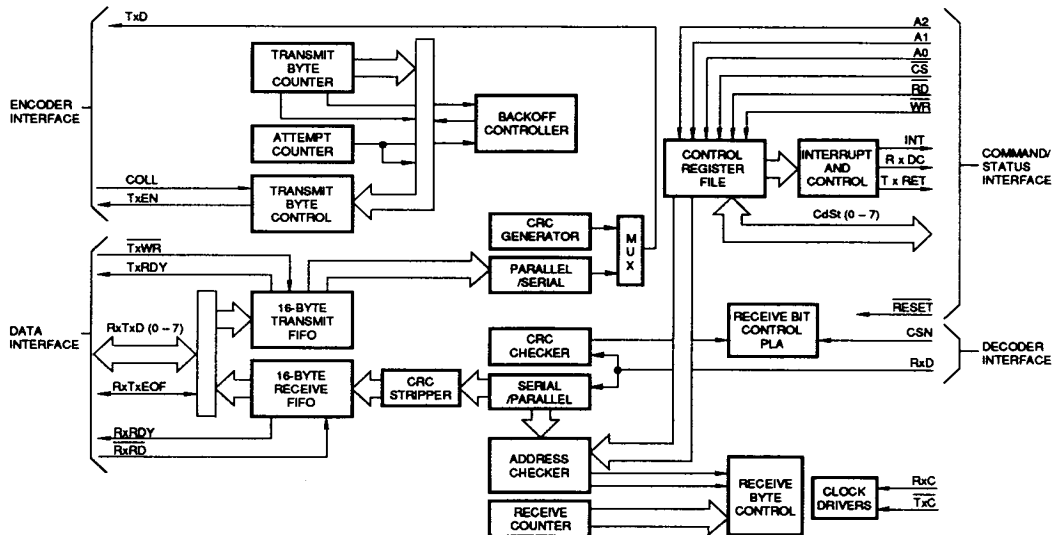 TxD
TRANSMIT
BYTE
COUNTER
ENCODER
INTERFACE
ATTEMPT
COUNTER
BACKOFF
CONTROLLER
COLL
TxEN
TRANSMIT
BYTE
CONTROL
A2
A1
A0
CS
RD
WR
CONTROL
REGISTER
FILE
INTERRUPT
AND
CONTROL
INT
RxDC
TxRET
COMMAND/
STATUS
INTERFACE
CdSt (0 – 7)
CRC
GENERATOR
MUX
PARALLEL
/SERIAL
TxWR
TxRDY
16-BYTE
TRANSMIT
FIFO
DATA
INTERFACE
RxTxD (0 – 7)
RxTxEOF
16-BYTE
RECEIVE
FIFO
CRC
STRIPPER
CRC
CHECKER
SERIAL
/PARALLEL
RECEIVE BIT
CONTROL
PLA
RESET
CSN
RxD
DECODER
INTERFACE
RxRDY
RxRD
ADDRESS
CHECKER
RECEIVE
COUNTER
RECEIVE
BYTE
CONTROL
CLOCK
DRIVERS
RxC
TxC